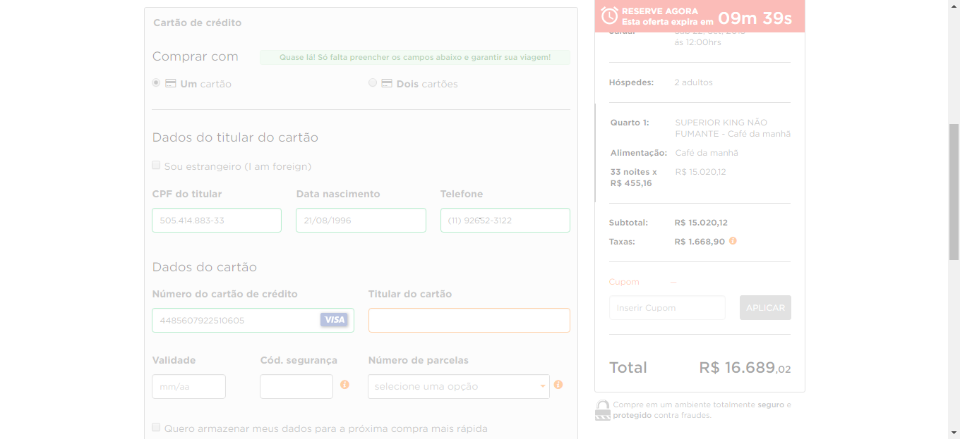 Cartão de crédito
Comprar com
Quase lá! Só falta preencher os campos abaixo e garantir sua viagem!
Um cartão
Dois cartões
Dados do titular do cartão
Sou estrangeiro (I am foreign)
CPF do titular
Data nascimento
Telefone
505.414.983-33
21/08/1996
(11) 92652-3122
Dados do cartão
Número do cartão de crédito
Titular do cartão
4485607922510605
VISA
Validade
Cód. segurança
Número de parcelas
mm/aa
selecione uma opção
Quero armazenar meus dados para a próxima compra mais rápida
RESERVE AGORA
Esta oferta expira em 09m 39s
às 12:00hrs
Hóspedes: 2 adultos
Quarto 1: SUPERIOR KING NÃO
FUMANTE - Café da manhã
Alimentação: Café da manhã
33 noites x R$ 15.020,12
R$ 455,16
Subtotal: R$ 15.020,12
Taxas: R$ 1.668,90
Cupom --
Inserir Cupom
APLICAR
Total R$ 16.689,02
Compre em um ambiente totalmente seguro e
protegido contra fraudes.